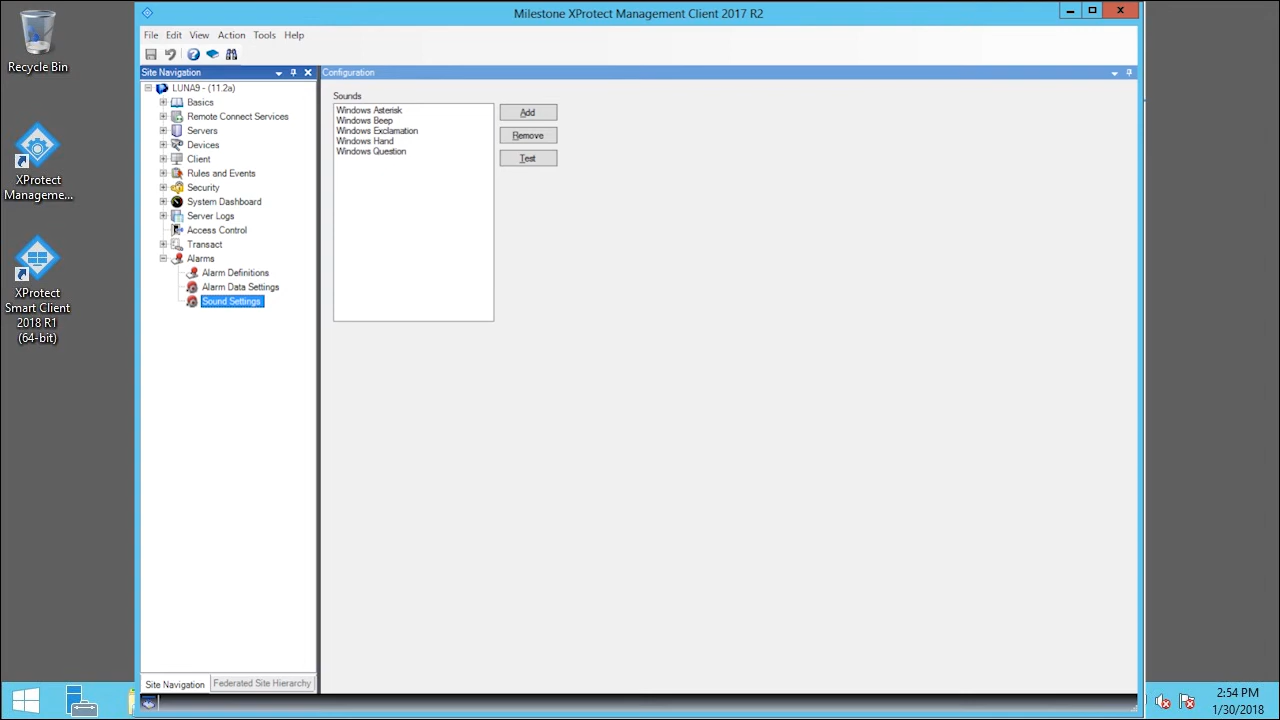 Recycle Bin
XProtect
Manageme...
XProtect
Smart Client
2018 R1
(64-bit)
Milestone XProtect Management Client 2017 R2
File Edit View Action Tools Help
Site Navigation
LUNA9 - (11.2a)
Basics
Remote Connect Services
Servers
Devices
Client
Rules and Events
Security
System Dashboard
Server Logs
Access Control
Transact
Alarms
Alarm Definitions
Alarm Data Settings
Sound Settings
Site Navigation Federated Site Hierarchy
Configuration
Sounds
Windows Asterisk
Windows Beep
Windows Exclamation
Windows Hand
Windows Question
Add
Remove
Test
2:54 PM
1/30/2018